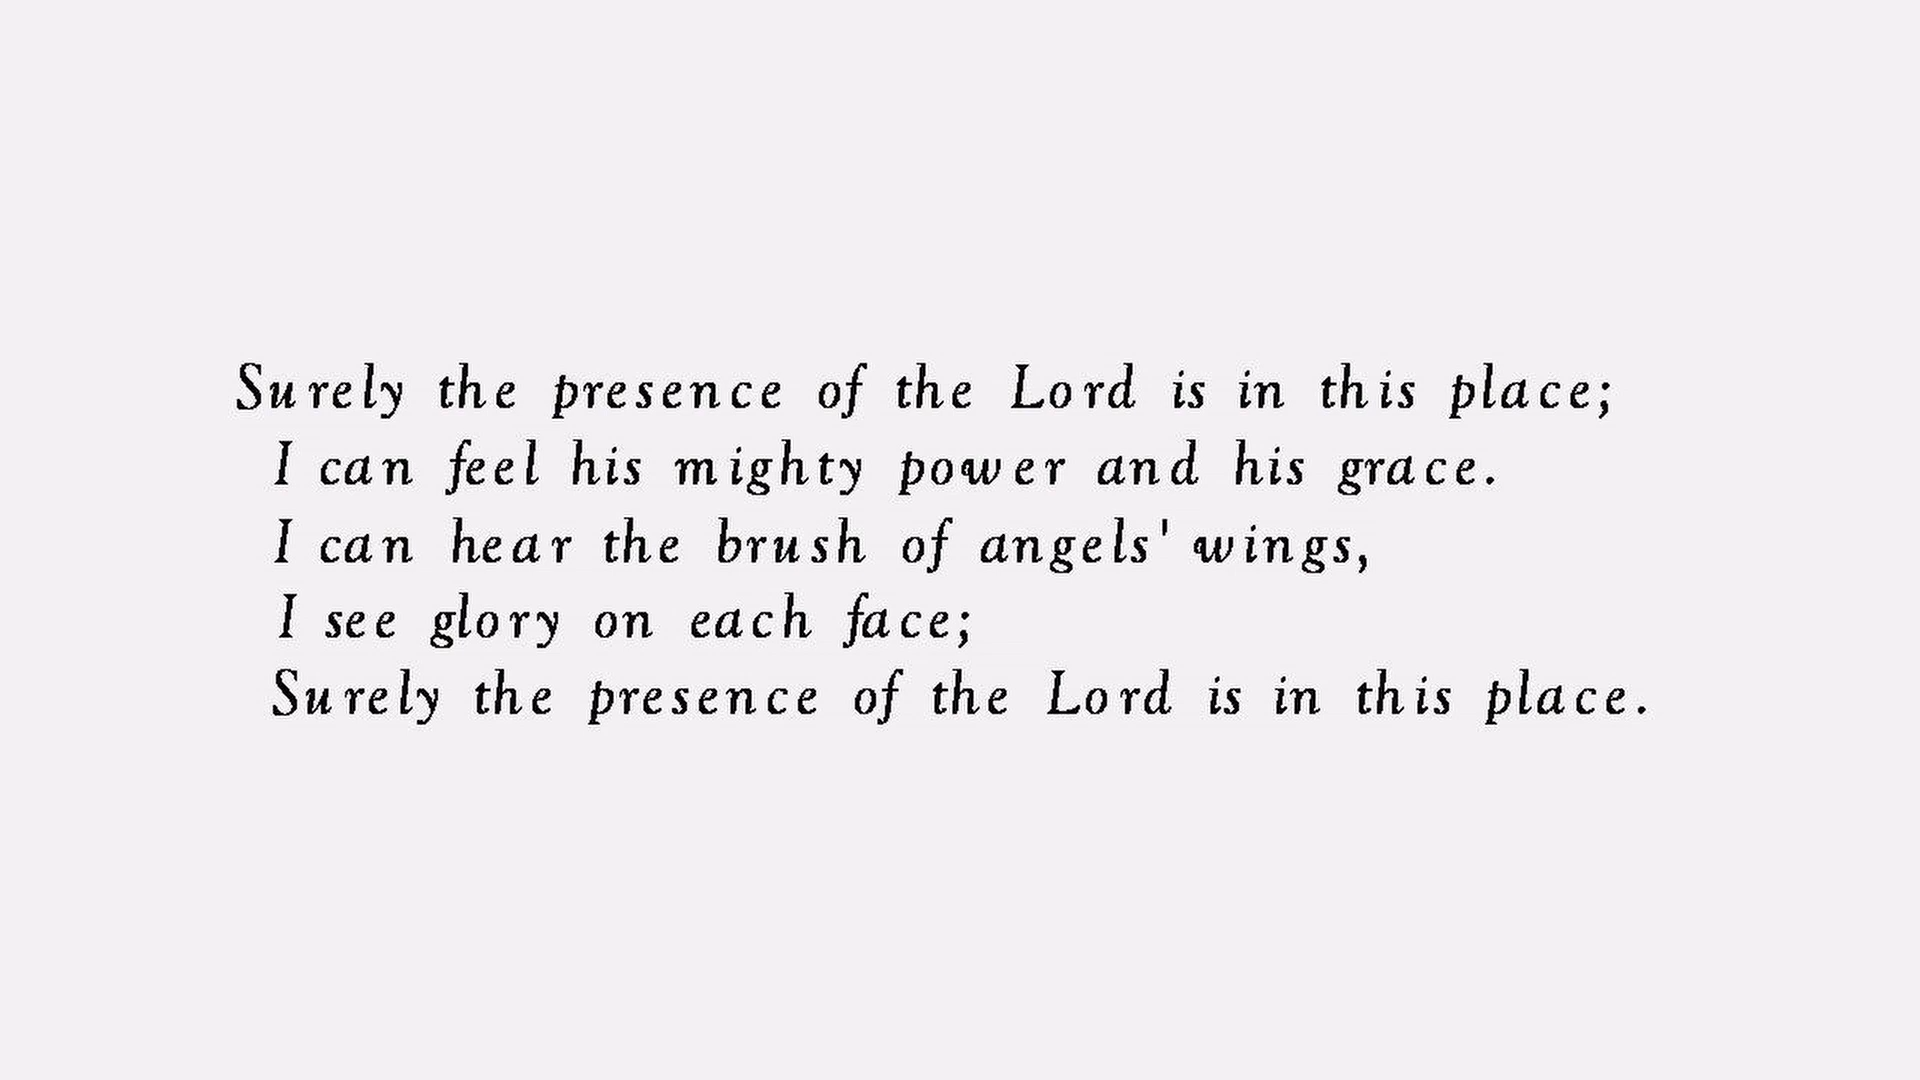 Surely the presence of the Lord is in this place;
I can feel his mighty power and his grace.
I can hear the brush of angels' wings,
I see glory on each face;
Surely the presence of the Lord is in this place.